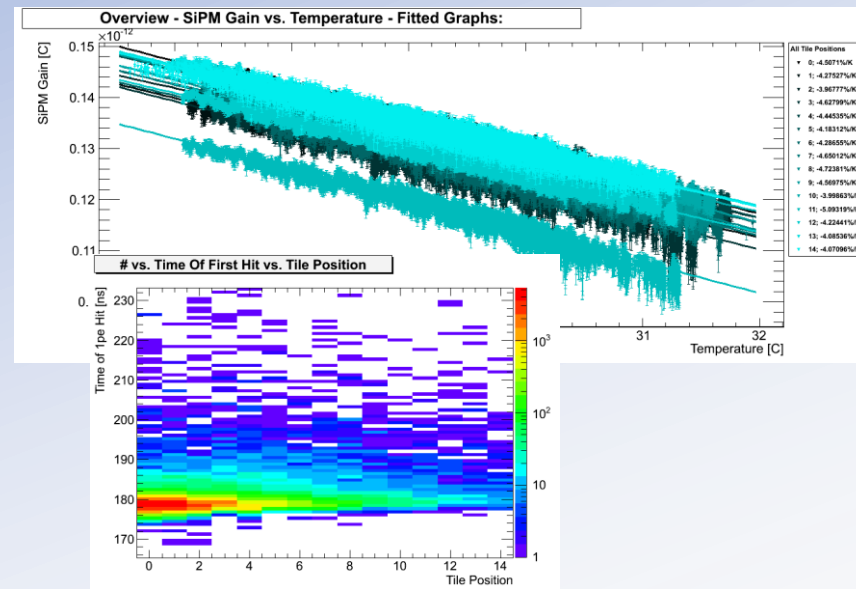 Overview - SiPM Gain vs. Temperature - Fitted Graphs:
×10⁻¹²
SiPM Gain [C]
0.15
0.14
0.13
0.12
0.11
0.
31
32
Temperature [C]
All Tile Positions
0; -4.5071%/K
1; -4.27527%/K
2; -3.96777%/K
3; -4.62799%/K
4; -4.44535%/K
5; -4.18312%/K
6; -4.28655%/K
7; -4.65012%/K
8; -4.72381%/K
9; -4.56975%/K
10; -3.99863%/
11; -5.09319%/
12; -4.22441%/
13; -4.08536%/
14; -4.07096%/
# vs. Time Of First Hit vs. Tile Position
Time of 1pe Hit [ns]
230
220
210
200
190
180
170
0
2
4
6
8
10
12
14
Tile Position
10³
10²
10
1